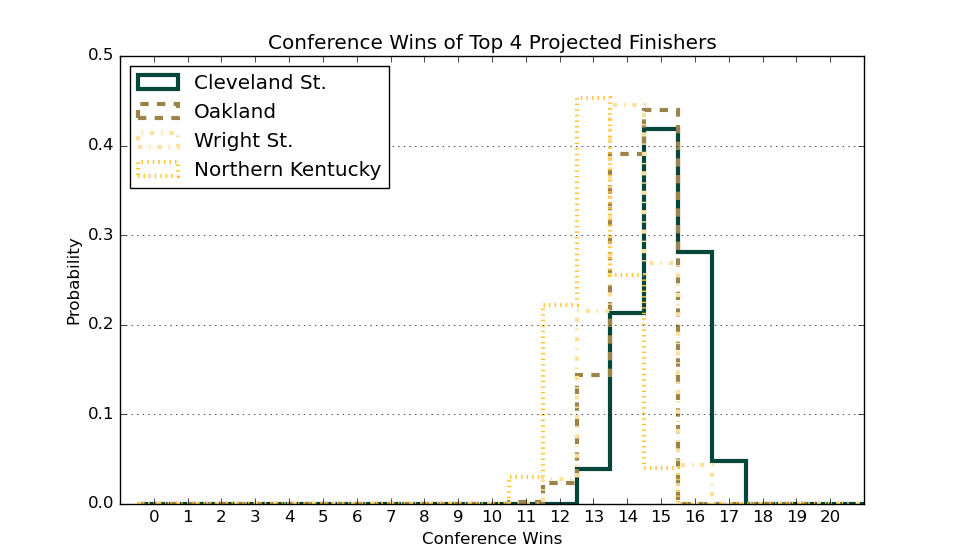 Conference Wins of Top 4 Projected Finishers
0.5
0.4
0.3
0.2
0.1
0.0
Probability
Cleveland St.
Oakland
Wright St.
Northern Kentucky
0 1 2 3 4 5 6 7 8 9 10 11 12 13 14 15 16 17 18 19 20
Conference Wins